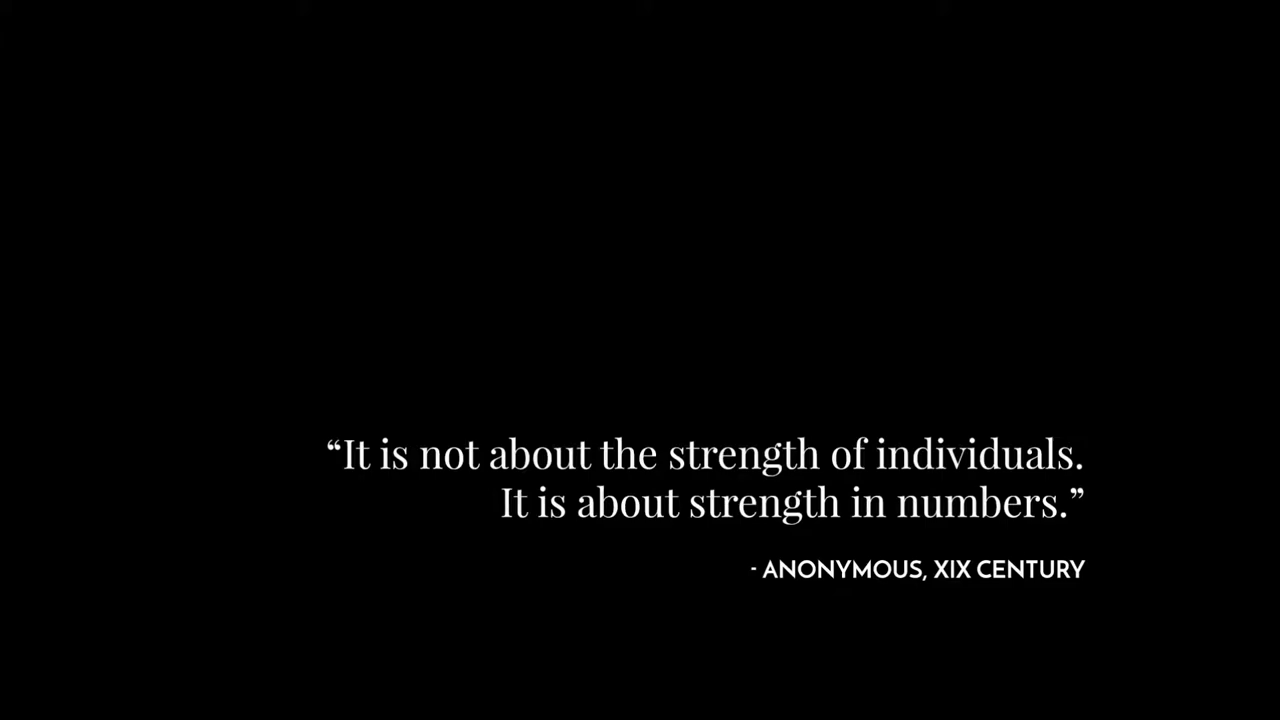 “It is not about the strength of individuals.
It is about strength in numbers.”
- ANONYMOUS, XIX CENTURY